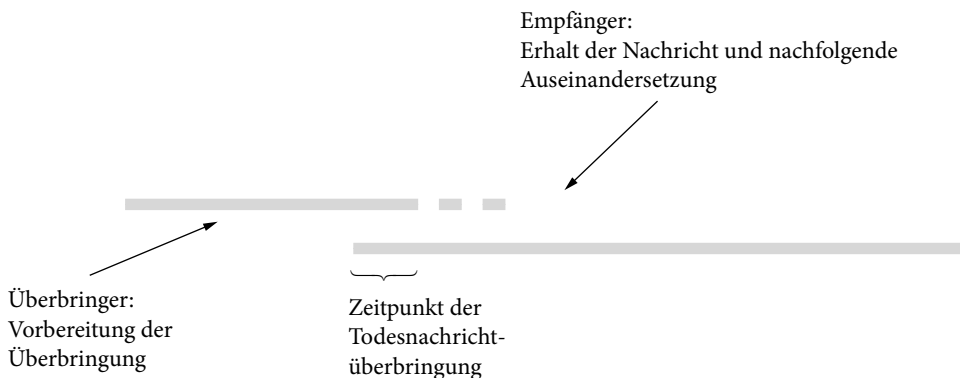 Empfänger:
Erhalt der Nachricht und nachfolgende
Auseinandersetzung
Überbringer:
Vorbereitung der
Überbringung
Zeitpunkt der
Todesnachricht-
überbringung